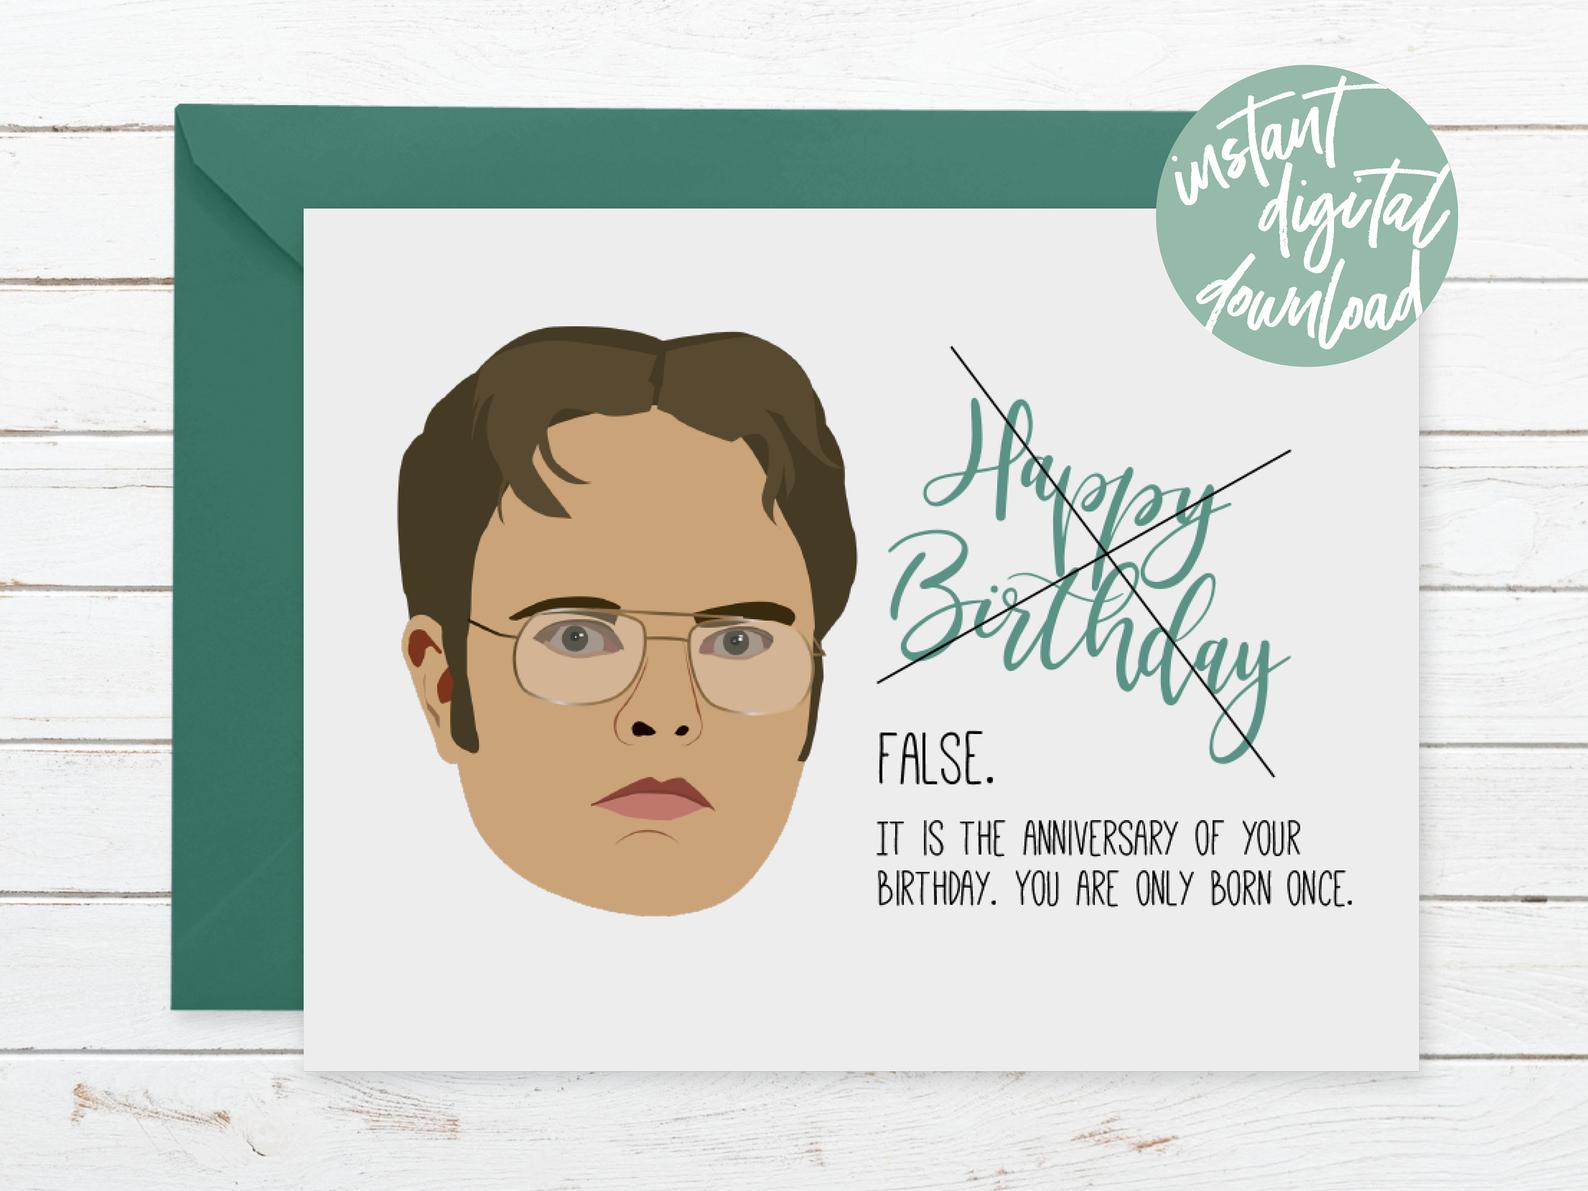 instant
digital
download
Happy
Birthday
FALSE.
IT IS THE ANNIVERSARY OF YOUR
BIRTHDAY. YOU ARE ONLY BORN ONCE.